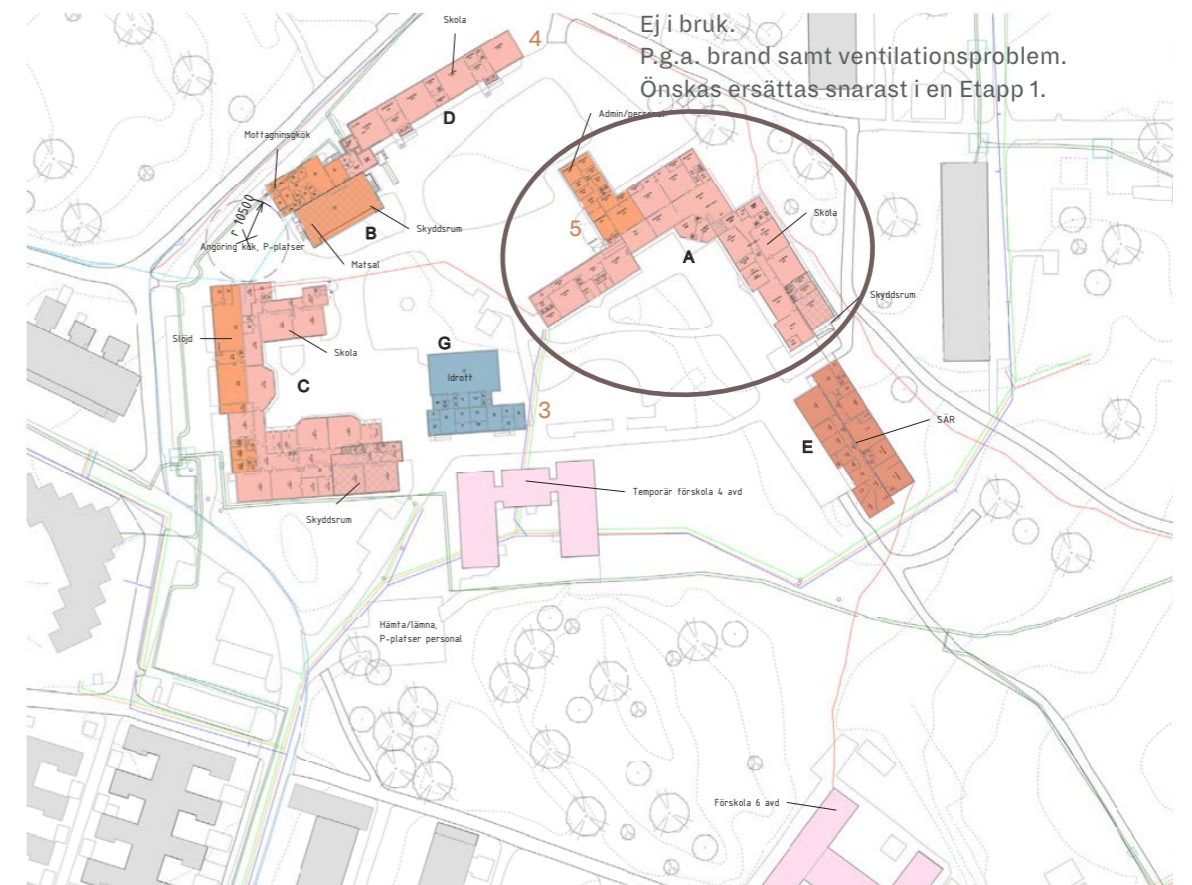 Ej i bruk.
P.g.a. brand samt ventilationsproblem.
Önskas ersättas snarast i en Etapp 1.
Skola
4
D
Admin/personal
Mottagninsgkök
r 10500
Angöring kök, P-platser
B
Skyddsrum
Matsal
5
A
Skola
Skyddsrum
Slöjd
Skola
C
G
Idrott
3
SÄR
E
Temporär förskola 4 avd
Skyddsrum
Hämta/lämna,
P-platser personal
Förskola 6 avd